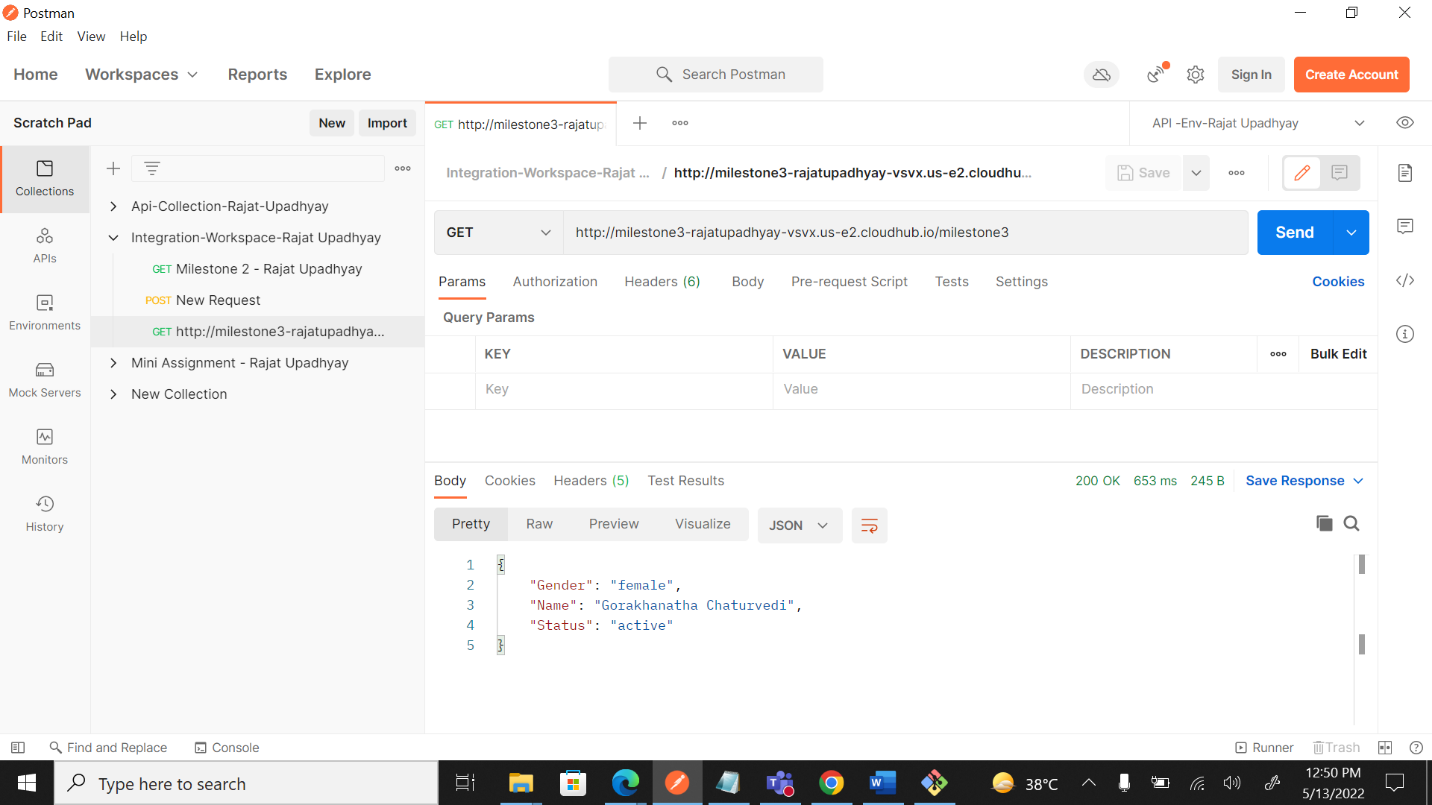 Postman
File Edit View Help
Home Workspaces Reports Explore Search Postman Sign In Create Account
Scratch Pad New Import GET http://milestone3-rajatup API -Env-Rajat Upadhyay
Collections
APIs
Environments
Mock Servers
Monitors
History
Api-Collection-Rajat-Upadhyay
Integration-Workspace-Rajat Upadhyay
GET Milestone 2 - Rajat Upadhyay
POST New Request
GET http://milestone3-rajatupadhya...
Mini Assignment - Rajat Upadhyay
New Collection
Integration-Workspace-Rajat ... / http://milestone3-rajatupadhyay-vsvx.us-e2.cloudhu... Save
GET http://milestone3-rajatupadhyay-vsvx.us-e2.cloudhub.io/milestone3 Send
Params Authorization Headers (6) Body Pre-request Script Tests Settings Cookies
Query Params
KEY VALUE DESCRIPTION Bulk Edit
Key Value Description
Body Cookies Headers (5) Test Results 200 OK 653 ms 245 B Save Response
Pretty Raw Preview Visualize JSON
1 {
2 "Gender": "female",
3 "Name": "Gorakhanatha Chaturvedi",
4 "Status": "active"
5 }
Find and Replace Console Runner Trash
Type here to search 38°C 12:50 PM
5/13/2022